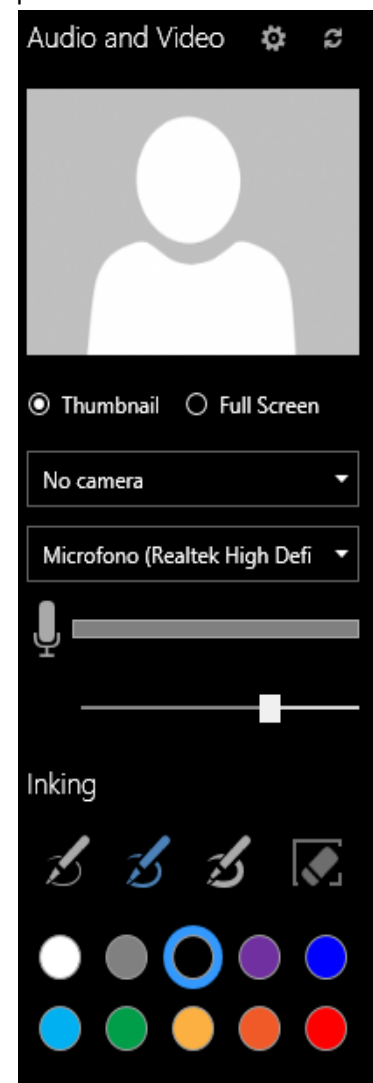 Audio and Video
Thumbnail Full Screen
No camera
Microfono (Realtek High Defi
Inking